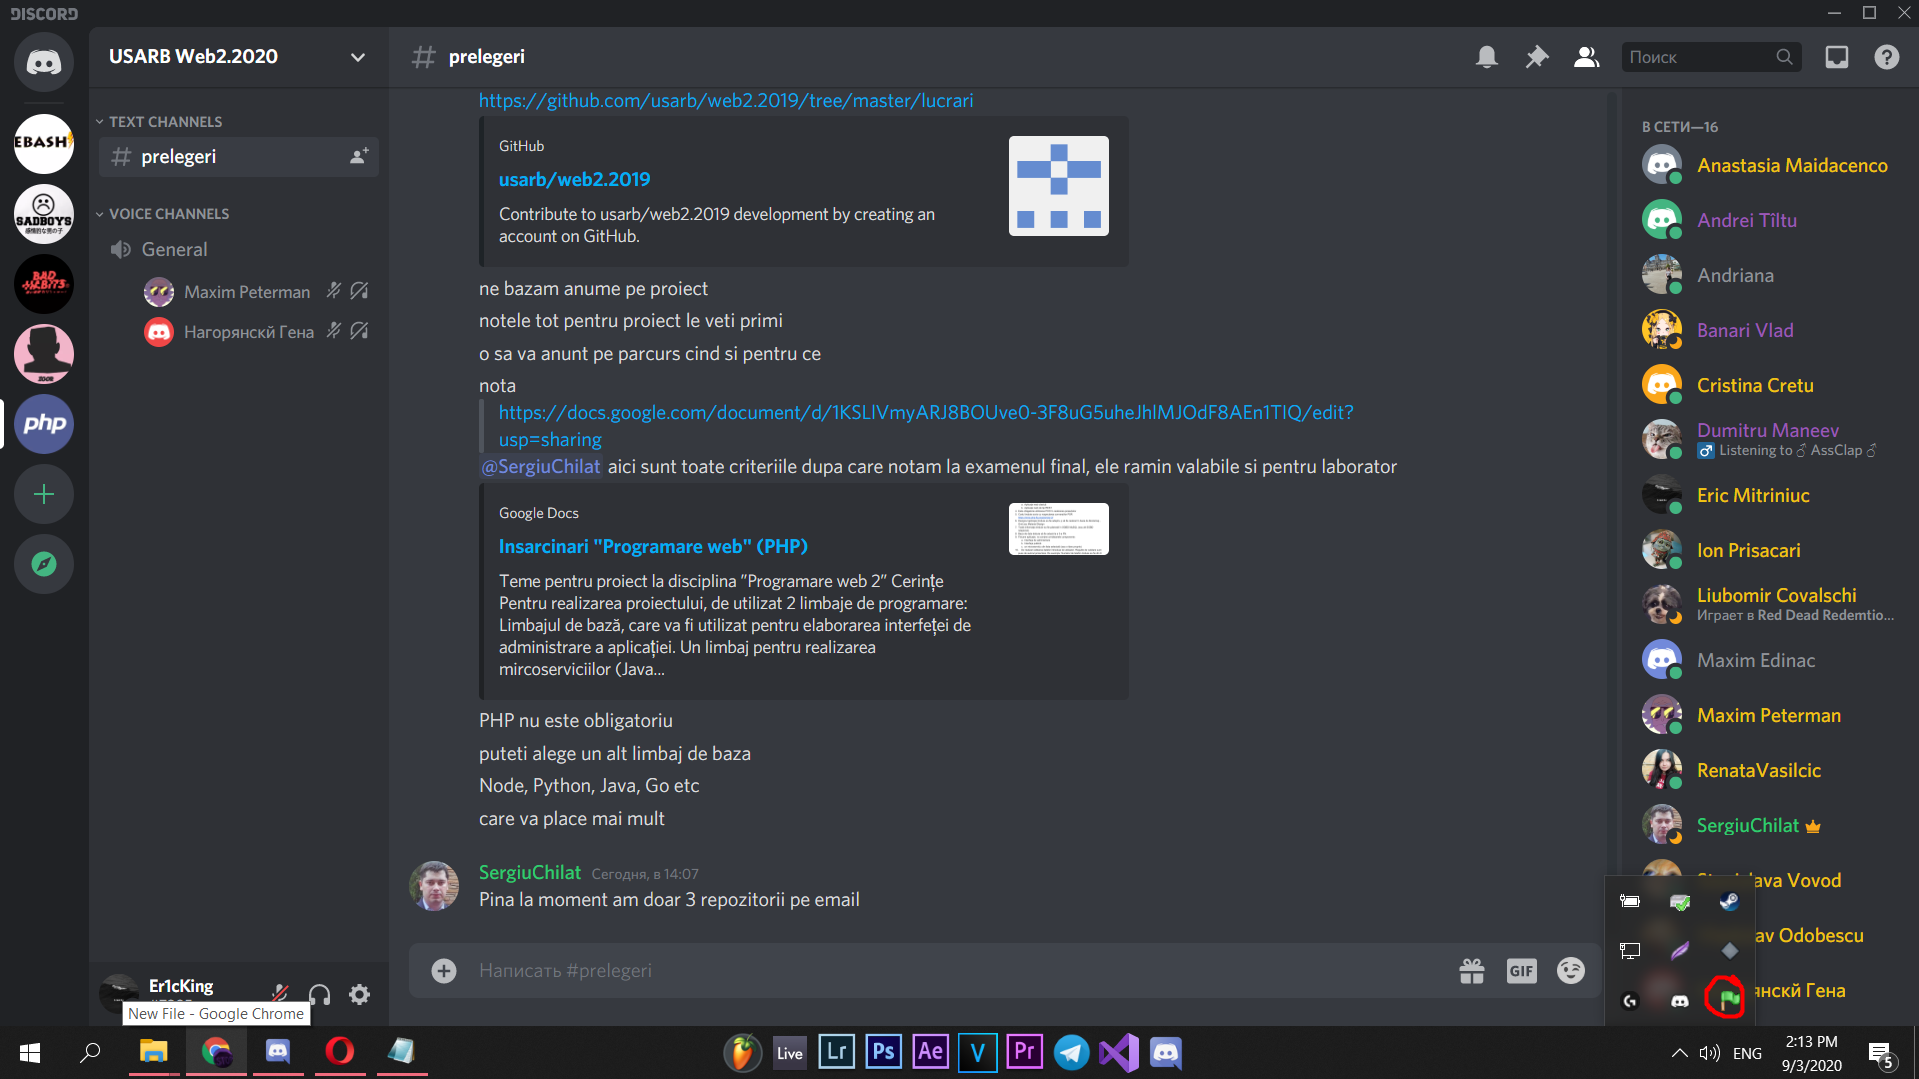 DISCORD
USARB Web2.2020
TEXT CHANNELS
prelegeri
VOICE CHANNELS
General
Maxim Peterman
Нагорянскй Гена
EBASH
SADBOYS
php
prelegeri
Поиск
https://github.com/usarb/web2.2019/tree/master/lucrari
GitHub
usarb/web2.2019
Contribute to usarb/web2.2019 development by creating an
account on GitHub.
ne bazam anume pe proiect
notele tot pentru proiect le veti primi
o sa va anunt pe parcurs cind si pentru ce
nota
https://docs.google.com/document/d/1KSLlVmyARJ8BOUve0-3F8uG5uheJhlMJOdF8AEn1TIQ/edit?
usp=sharing
@SergiuChilat aici sunt toate criteriile dupa care notam la examenul final, ele ramin valabile si pentru laborator
Google Docs
Insarcinari "Programare web" (PHP)
Teme pentru proiect la disciplina ”Programare web 2” Cerințe
Pentru realizarea proiectului, de utilizat 2 limbaje de programare:
Limbajul de bază, care va fi utilizat pentru elaborarea interfeței de
administrare a aplicației. Un limbaj pentru realizarea
mircoserviciilor (Java...
PHP nu este obligatoriu
puteti alege un alt limbaj de baza
Node, Python, Java, Go etc
care va place mai mult
SergiuChilat Сегодня, в 14:07
Pina la moment am doar 3 repozitorii pe email
Написать #prelegeri
GIF
В СЕТИ—16
Anastasia Maidacenco
Andrei Tîltu
Andriana
Banari Vlad
Cristina Cretu
Dumitru Maneev
Listening to ♂ AssClap ♂
Eric Mitriniuc
Ion Prisacari
Liubomir Covalschi
Играет в Red Dead Redemtio...
Maxim Edinac
Maxim Peterman
RenataVasilcic
SergiuChilat
ava Vovod
av Odobescu
янскй Гена
Er1cKing
New File - Google Chrome
Live
Lr
Ps
Ae
V
Pr
ENG
2:13 PM
9/3/2020
5